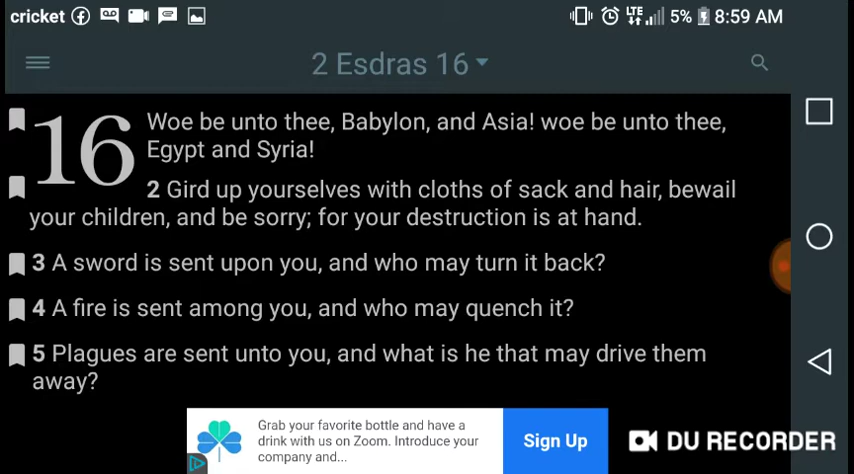 cricket LTE 5% 8:59 AM
2 Esdras 16
16 Woe be unto thee, Babylon, and Asia! woe be unto thee,
Egypt and Syria!
2 Gird up yourselves with cloths of sack and hair, bewail
your children, and be sorry; for your destruction is at hand.
3 A sword is sent upon you, and who may turn it back?
4 A fire is sent among you, and who may quench it?
5 Plagues are sent unto you, and what is he that may drive them
away?
Grab your favorite bottle and have a
drink with us on Zoom. Introduce your
company and...
Sign Up
DU RECORDER